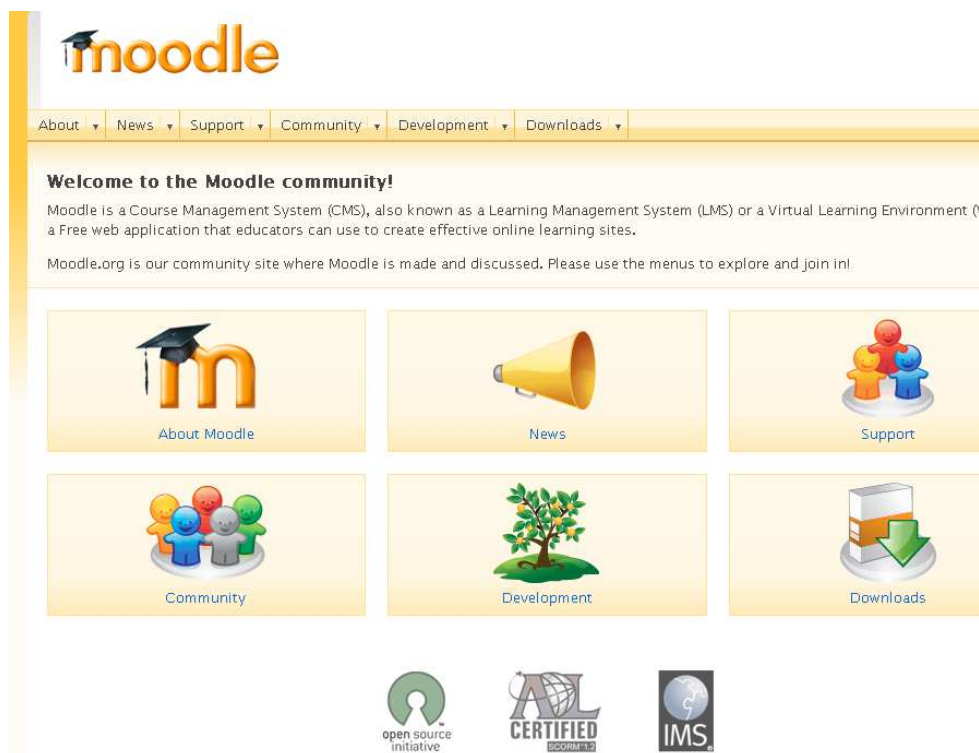 moodle
About News Support Community Development Downloads
Welcome to the Moodle community!
Moodle is a Course Management System (CMS), also known as a Learning Management System (LMS) or a Virtual Learning Environment (V
a Free web application that educators can use to create effective online learning sites.
Moodle.org is our community site where Moodle is made and discussed. Please use the menus to explore and join in!
m
About Moodle News Support
Community Development Downloads
open source
initiative
ADL
CERTIFIED
SCORM 1.2
IMS